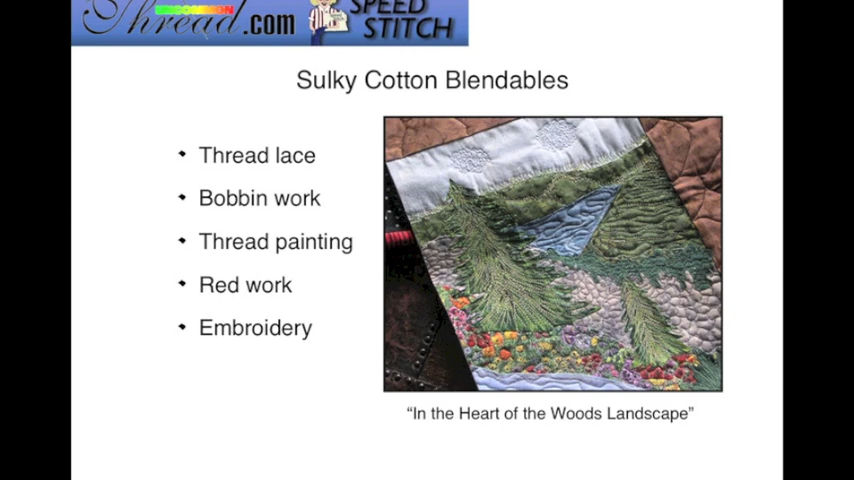 UNCOMMON
Thread.com
SPEED
STITCH
Sulky Cotton Blendables
Thread lace
Bobbin work
Thread painting
Red work
Embroidery
“In the Heart of the Woods Landscape”